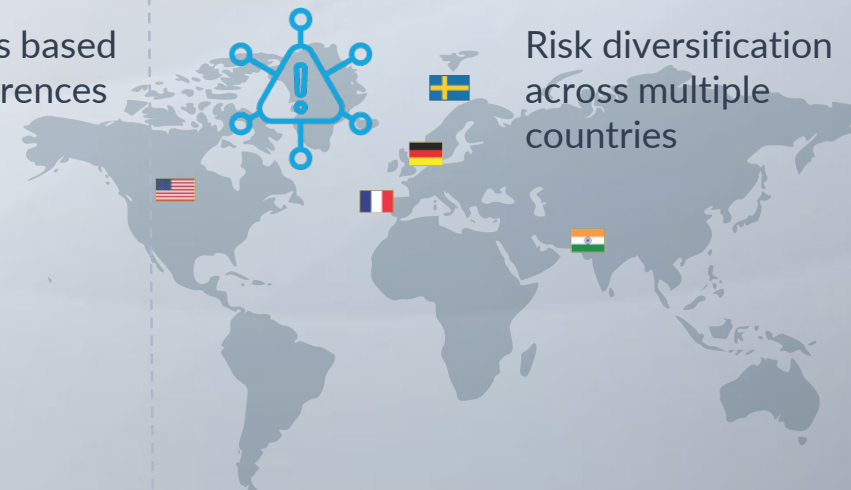 s based
rences
Risk diversification
across multiple
countries